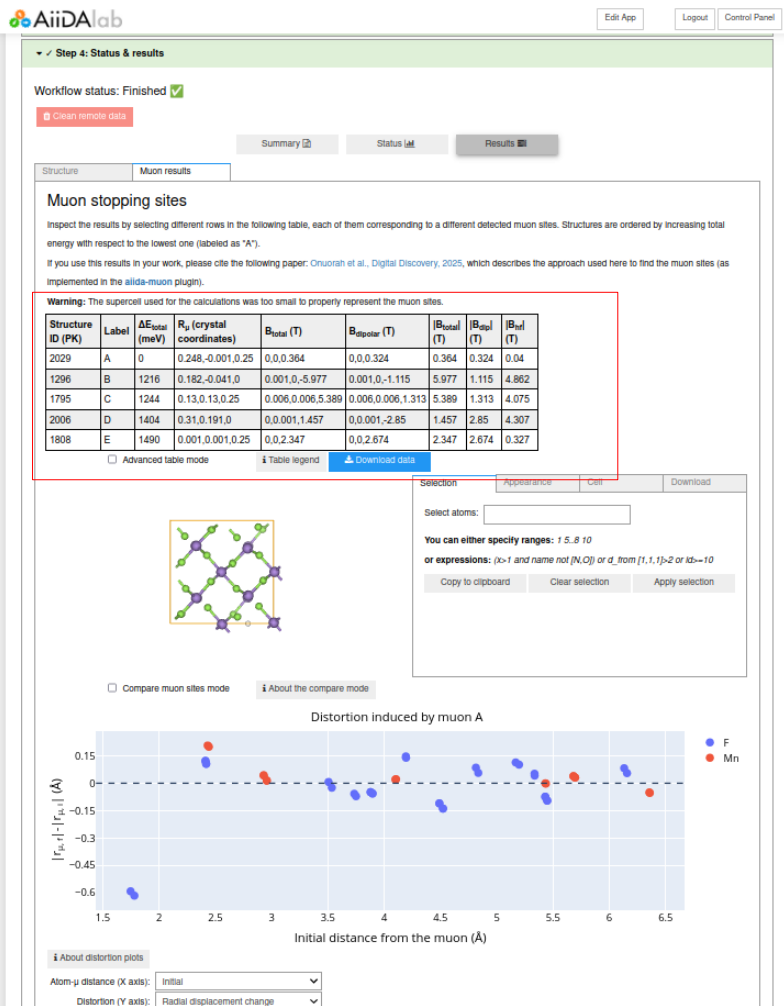 AiiDAlab
Edit App
Logout
Control Panel
✓ Step 4: Status & results
Workflow status: Finished ✅
Clean remote data
Summary
Status
Results
Structure
Muon results
Muon stopping sites
Inspect the results by selecting different rows in the following table, each of them corresponding to a different detected muon sites. Structures are ordered by increasing total
energy with respect to the lowest one (labeled as "A").
If you use this results in your work, please cite the following paper: Onuorah et al., Digital Discovery, 2025, which describes the approach used here to find the muon sites (as
implemented in the aiida-muon plugin).
Warning: The supercell used for the calculations was too small to properly represent the muon sites.
Structure ID (PK) Label ΔEtotal (meV) Rμ (crystal coordinates) Btotal (T) Bdipolar (T) |Btotal| (T) |Bdip| (T) |Bhf| (T)
2029 A 0 0.248,-0.001,0.25 0,0,0.364 0,0,0.324 0.364 0.324 0.04
1296 B 1216 0.182,-0.041,0 0.001,0,-5.977 0.001,0,-1.115 5.977 1.115 4.862
1795 C 1244 0.13,0.13,0.25 0.006,0.006,5.389 0.006,0.006,1.313 5.389 1.313 4.075
2006 D 1404 0.31,0.191,0 0,0.001,1.457 0,0.001,-2.85 1.457 2.85 4.307
1808 E 1490 0.001,0.001,0.25 0,0,2.347 0,0,2.674 2.347 2.674 0.327
Advanced table mode
Table legend
Download data
Selection
Appearance
Cell
Download
Select atoms:
You can either specify ranges: 1 5..8 10
or expressions: (x>1 and name not [N,O]) or d_from [1,1,1]>2 or id>=10
Copy to clipboard
Clear selection
Apply selection
Compare muon sites mode
About the compare mode
Distortion induced by muon A
F
Mn
0.15
0
−0.15
−0.3
−0.45
−0.6
|rμ, f| - |rμ, i| (Å)
1.5 2 2.5 3 3.5 4 4.5 5 5.5 6 6.5
Initial distance from the muon (Å)
About distortion plots
Atom-μ distance (X axis): Initial
Distortion (Y axis): Radial displacement change